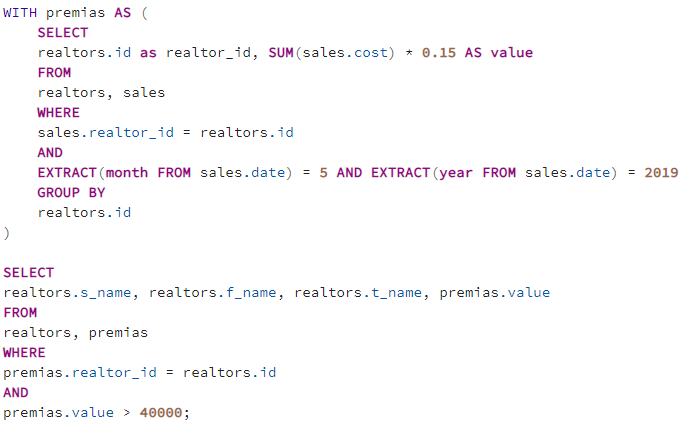 WITH premias AS (
    SELECT
    realtors.id as realtor_id, SUM(sales.cost) * 0.15 AS value
    FROM
    realtors, sales
    WHERE
    sales.realtor_id = realtors.id
    AND
    EXTRACT(month FROM sales.date) = 5 AND EXTRACT(year FROM sales.date) = 2019
    GROUP BY
    realtors.id
)

SELECT
realtors.s_name, realtors.f_name, realtors.t_name, premias.value
FROM
realtors, premias
WHERE
premias.realtor_id = realtors.id
AND
premias.value > 40000;